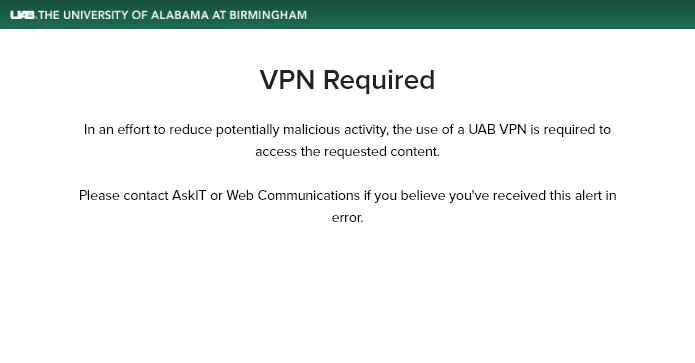 UAB THE UNIVERSITY OF ALABAMA AT BIRMINGHAM
VPN Required
In an effort to reduce potentially malicious activity, the use of a UAB VPN is required to
access the requested content.
Please contact AskIT or Web Communications if you believe you've received this alert in
error.